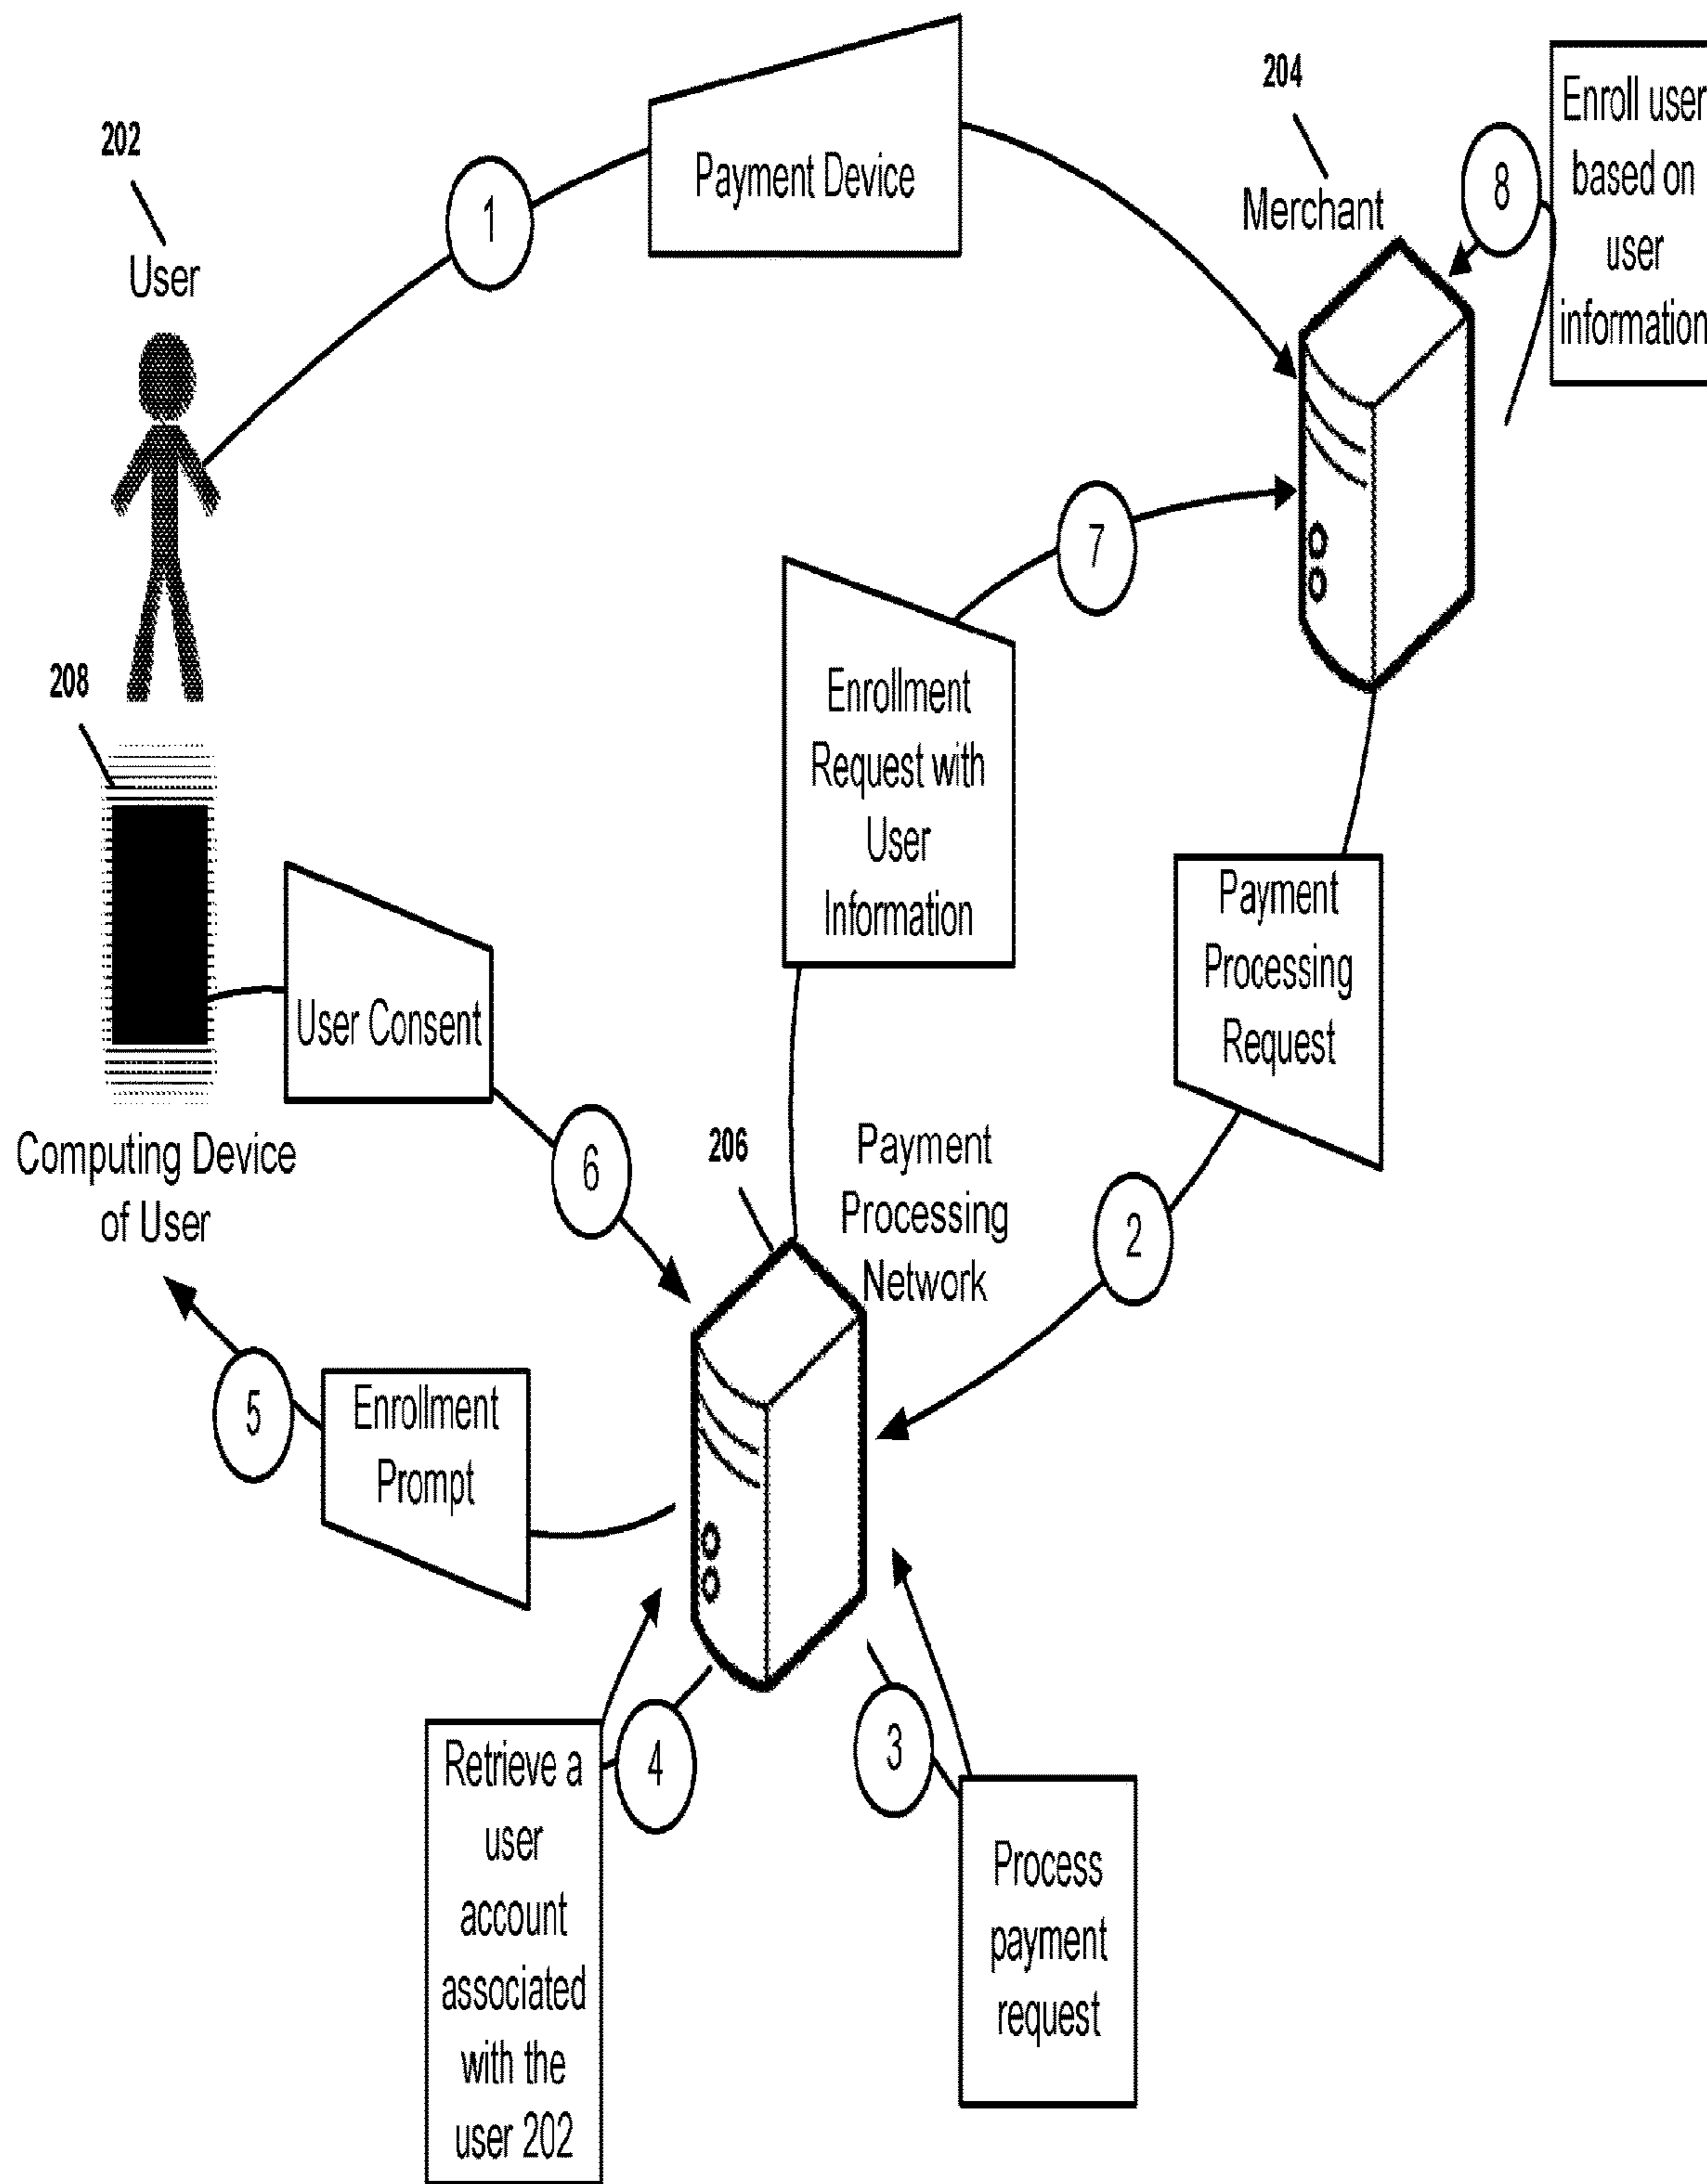 202
User
1
Payment Device
204
Merchant
8
Enroll user
based on
user
information
7
Enrollment
Request with
User
Information
208
Computing Device
of User
User Consent
6
206
Payment
Processing
Network
Payment
Processing
Request
2
5
Enrollment
Prompt
4
Retrieve a
user
account
associated
with the
user 202
3
Process
payment
request